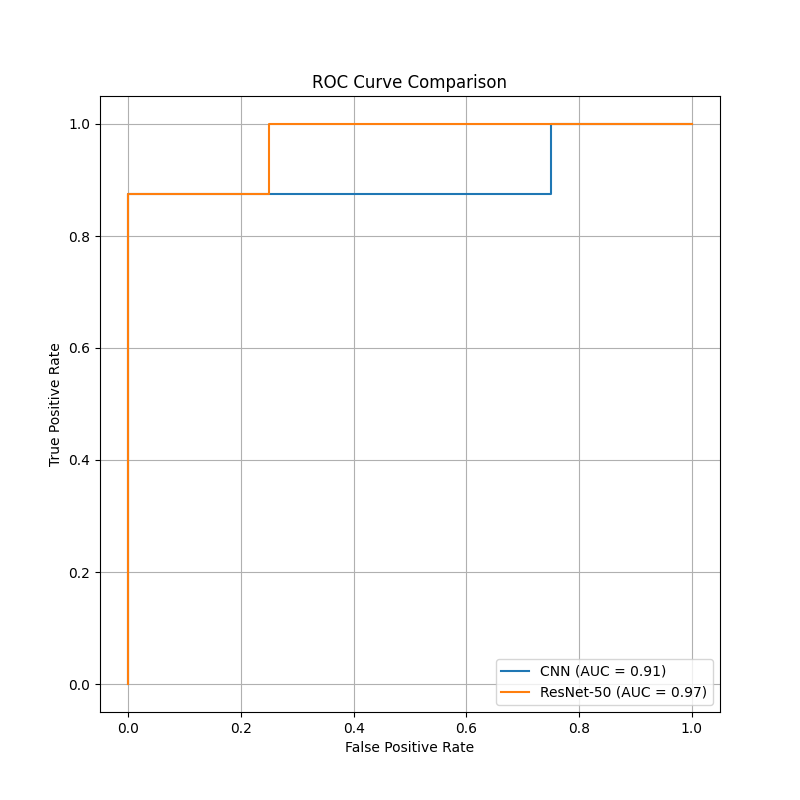 ROC Curve Comparison
1.0
0.8
0.6
0.4
0.2
0.0
True Positive Rate
0.0 0.2 0.4 0.6 0.8 1.0
False Positive Rate
CNN (AUC = 0.91)
ResNet-50 (AUC = 0.97)